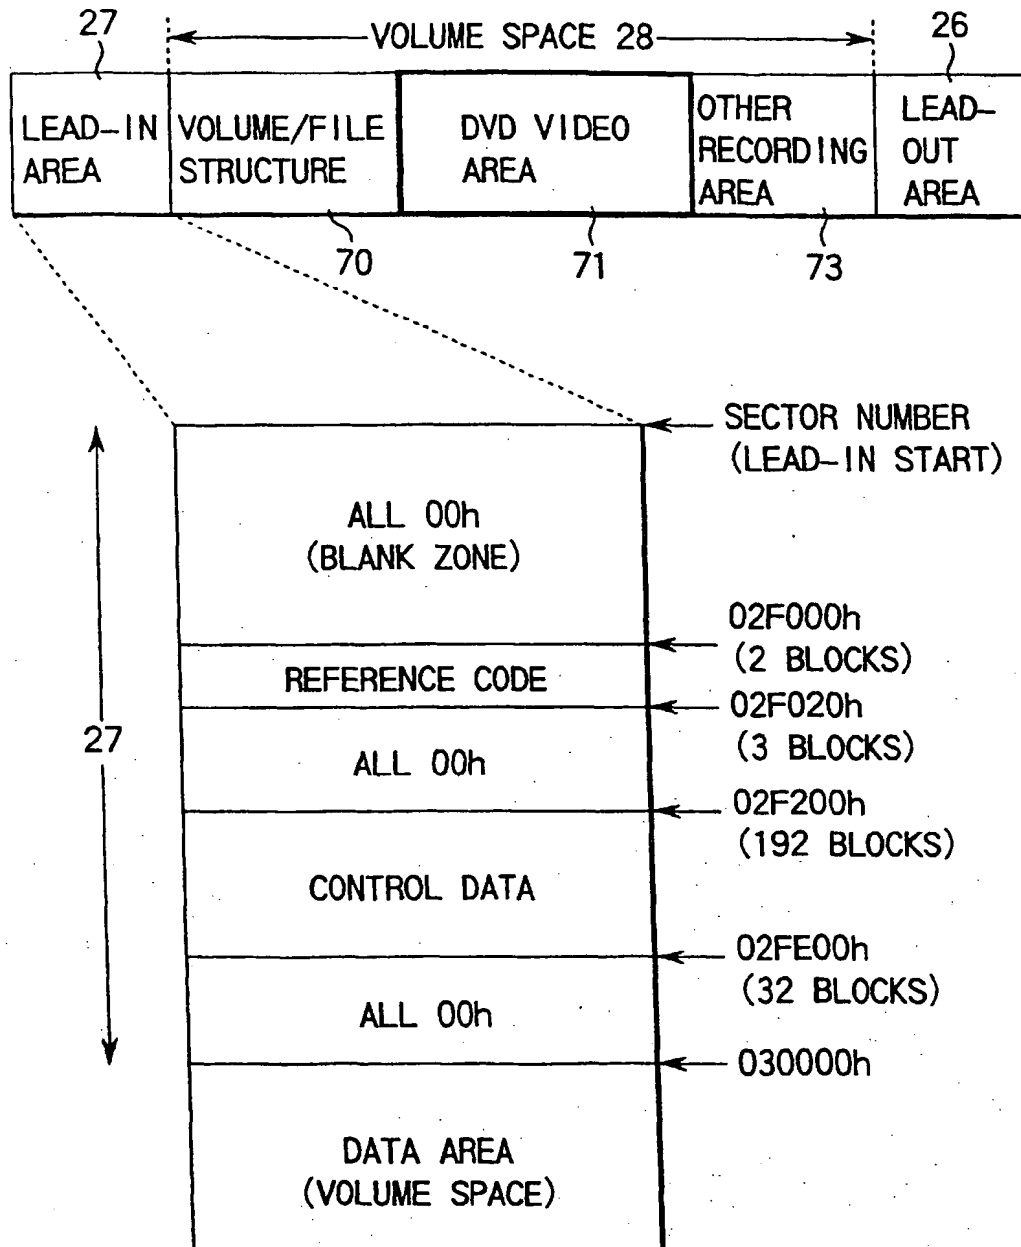 27
VOLUME SPACE 28
26
LEAD-IN
AREA
VOLUME/FILE
STRUCTURE
DVD VIDEO
AREA
OTHER
RECORDING
AREA
LEAD-
OUT
AREA
70
71
73
SECTOR NUMBER
(LEAD-IN START)
ALL 00h
(BLANK ZONE)
02F000h
(2 BLOCKS)
REFERENCE CODE
02F020h
(3 BLOCKS)
27
ALL 00h
02F200h
(192 BLOCKS)
CONTROL DATA
02FE00h
(32 BLOCKS)
ALL 00h
030000h
DATA AREA
(VOLUME SPACE)